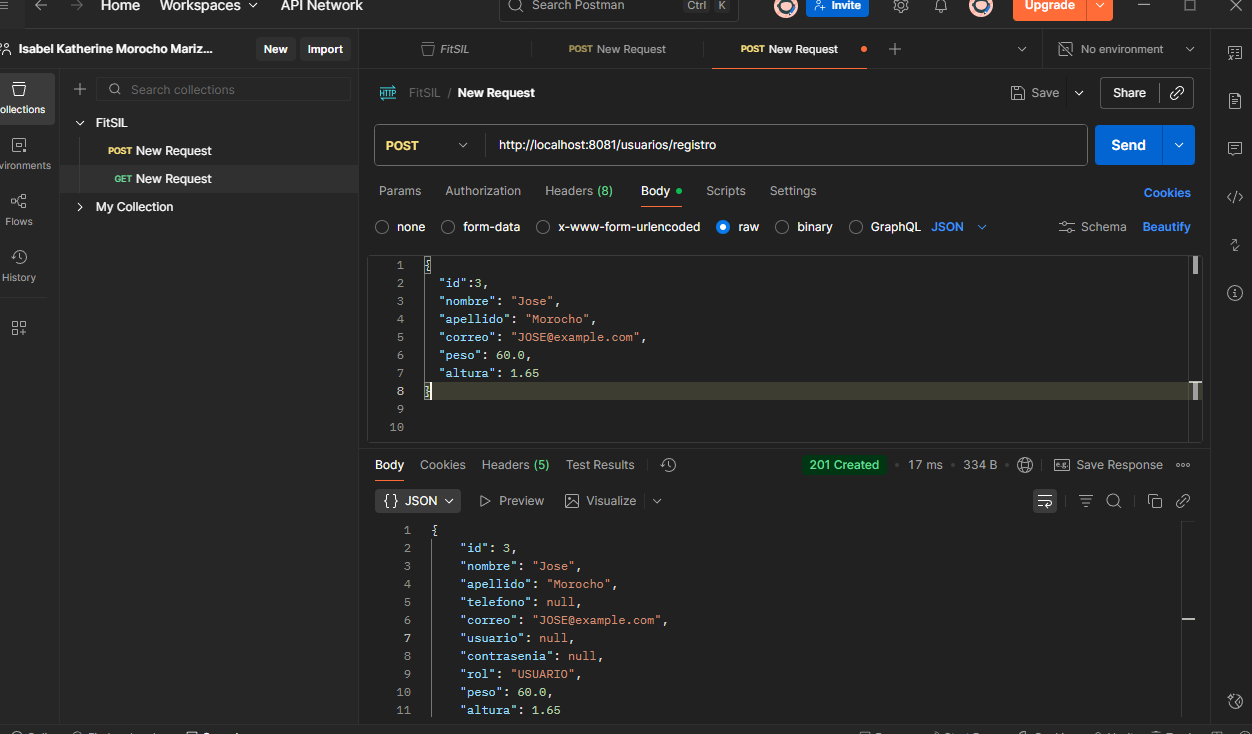 Home Workspaces API Network Search Postman Ctrl K Invite Upgrade
Isabel Katherine Morocho Mariz... New Import FitSIL POST New Request POST New Request No environment
Search collections
FitSIL / New Request Save Share
FitSIL
POST New Request
GET New Request
My Collection
Flows
History
POST http://localhost:8081/usuarios/registro Send
Params Authorization Headers (8) Body Scripts Settings Cookies
none form-data x-www-form-urlencoded raw binary GraphQL JSON Schema Beautify
1 {
2 "id":3,
3 "nombre": "Jose",
4 "apellido": "Morocho",
5 "correo": "JOSE@example.com",
6 "peso": 60.0,
7 "altura": 1.65
8 }
9
10
Body Cookies Headers (5) Test Results 201 Created 17 ms 334 B e.g. Save Response
{} JSON Preview Visualize
1 {
2 "id": 3,
3 "nombre": "Jose",
4 "apellido": "Morocho",
5 "telefono": null,
6 "correo": "JOSE@example.com",
7 "usuario": null,
8 "contrasenia": null,
9 "rol": "USUARIO",
10 "peso": 60.0,
11 "altura": 1.65